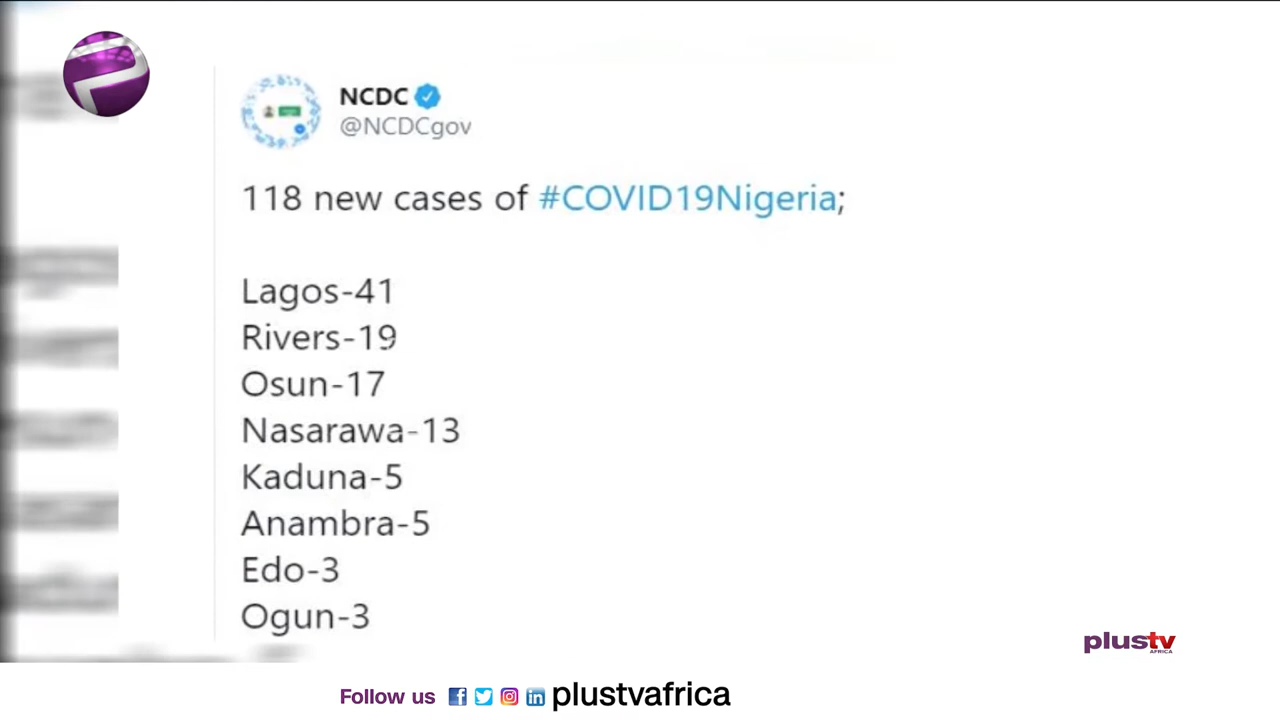 NCDC
@NCDCgov
118 new cases of #COVID19Nigeria;
Lagos-41
Rivers-19
Osun-17
Nasarawa-13
Kaduna-5
Anambra-5
Edo-3
Ogun-3
plustv
AFRICA
Follow us plustvafrica